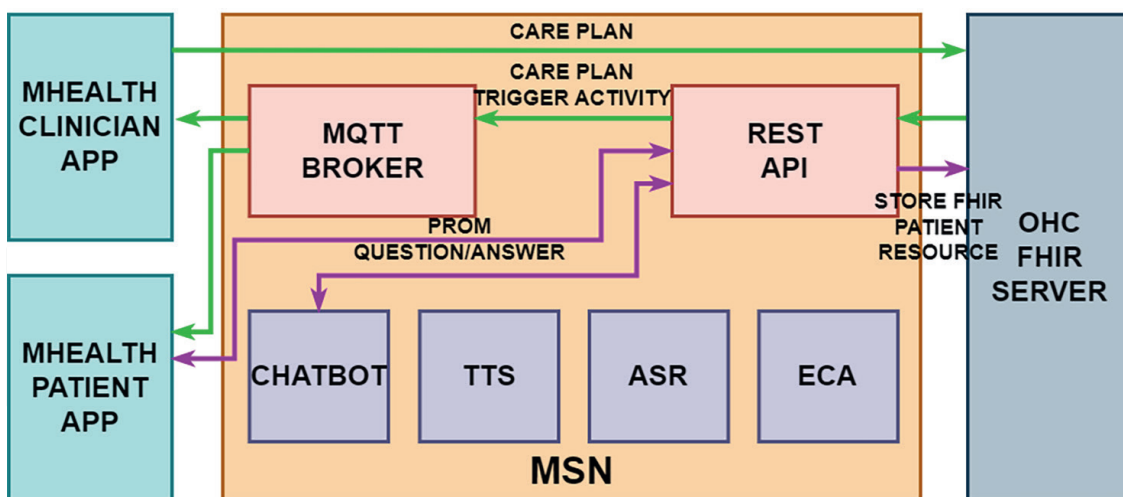 CARE PLAN
MHEALTH
CLINICIAN
APP
CARE PLAN
TRIGGER ACTIVITY
MQTT
BROKER
REST
API
STORE FHIR
PATIENT
RESOURCE
OHC
FHIR
SERVER
PROM
QUESTION/ANSWER
MHEALTH
PATIENT
APP
CHATBOT
TTS
ASR
ECA
MSN